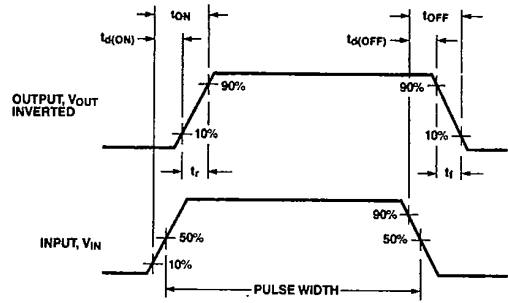 tON
tOFF
td(ON)
td(OFF)
OUTPUT, VOUT
INVERTED
90%
90%
10%
10%
tr
tf
INPUT, VIN
90%
50%
50%
10%
PULSE WIDTH